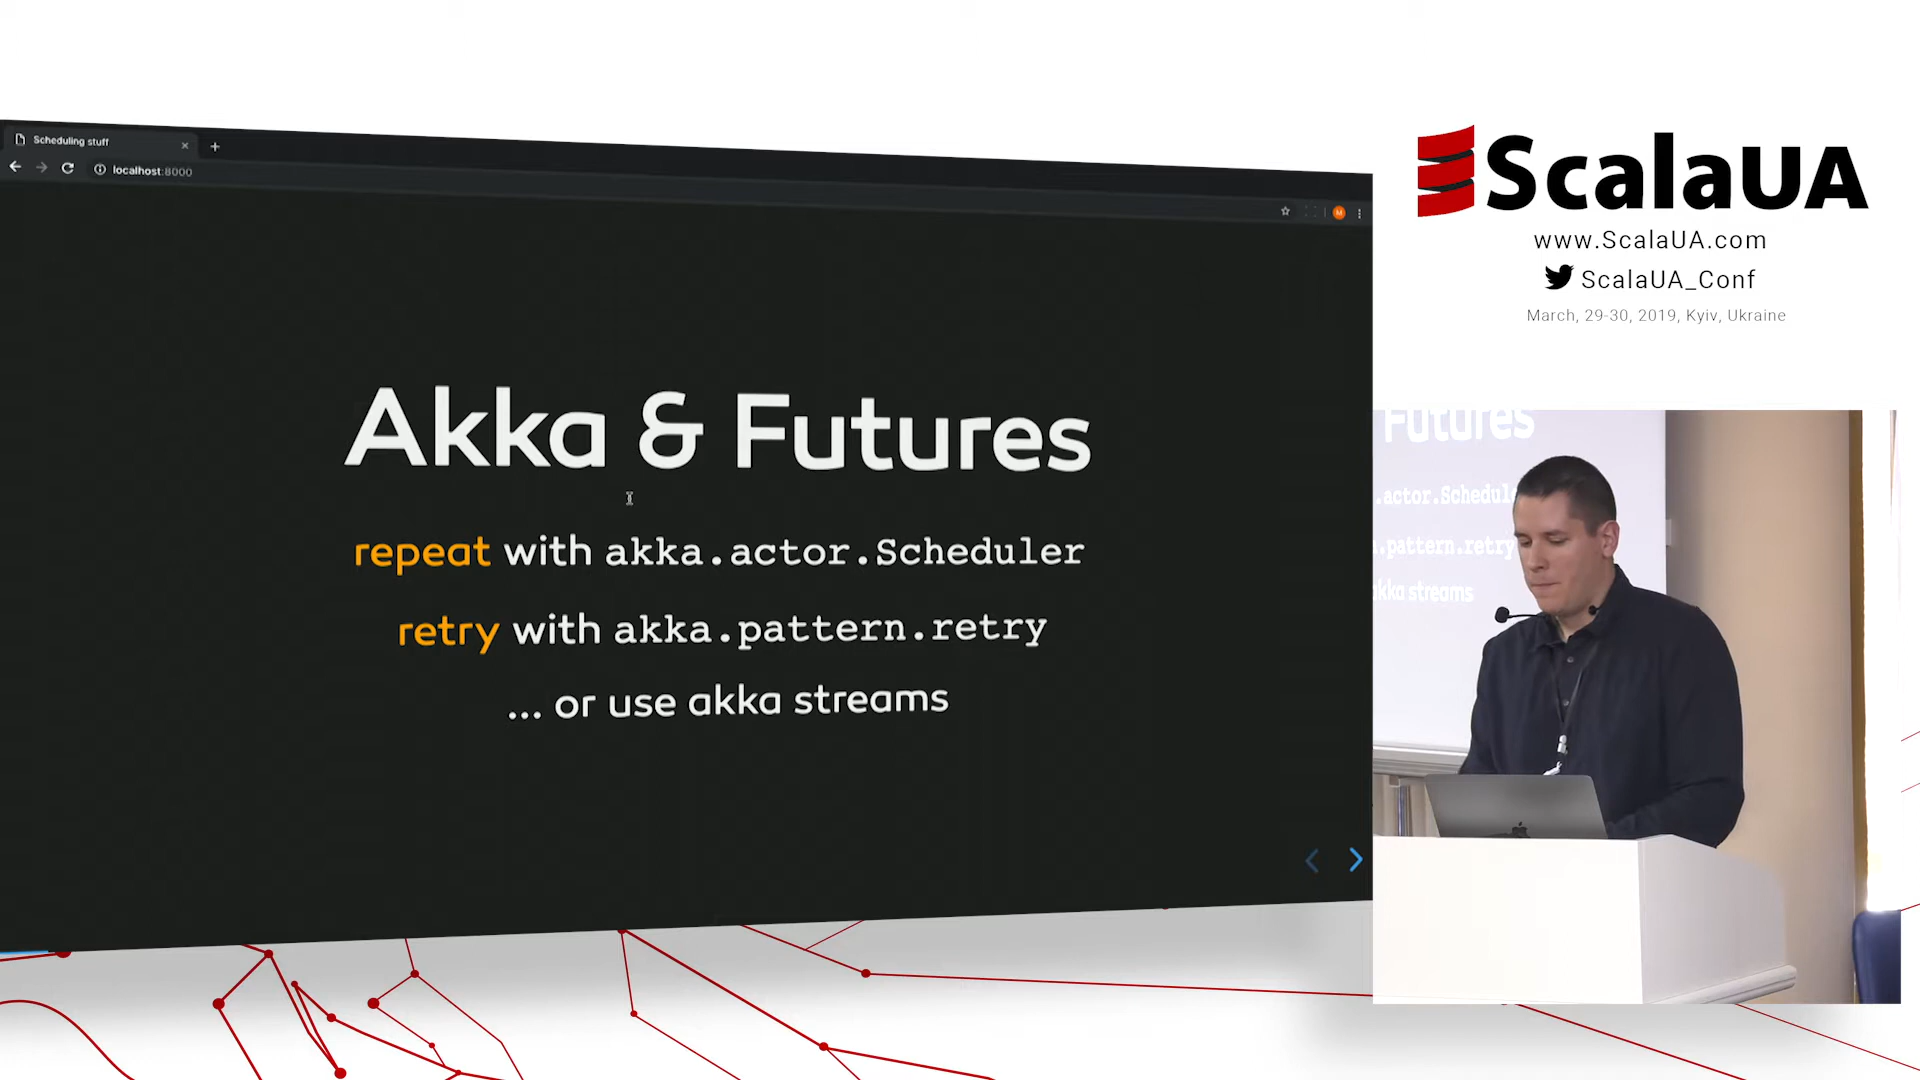 Scheduling stuff
localhost:8000
M
Akka & Futures
repeat with akka.actor.Scheduler
retry with akka.pattern.retry
... or use akka streams
ScalaUA
www.ScalaUA.com
ScalaUA_Conf
March, 29-30, 2019, Kyiv, Ukraine
Futures
.actor.Schedul
.pattern.retry
akka streams